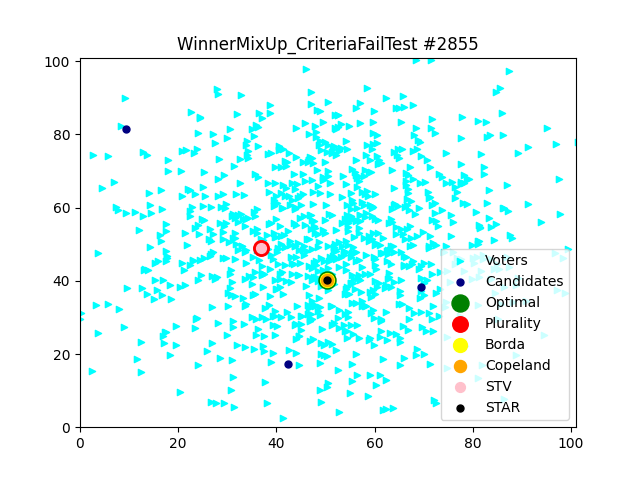 WinnerMixUp_CriteriaFailTest #2855
100
80
60
40
20
0
0 20 40 60 80 100
Voters
Candidates
Optimal
Plurality
Borda
Copeland
STV
STAR